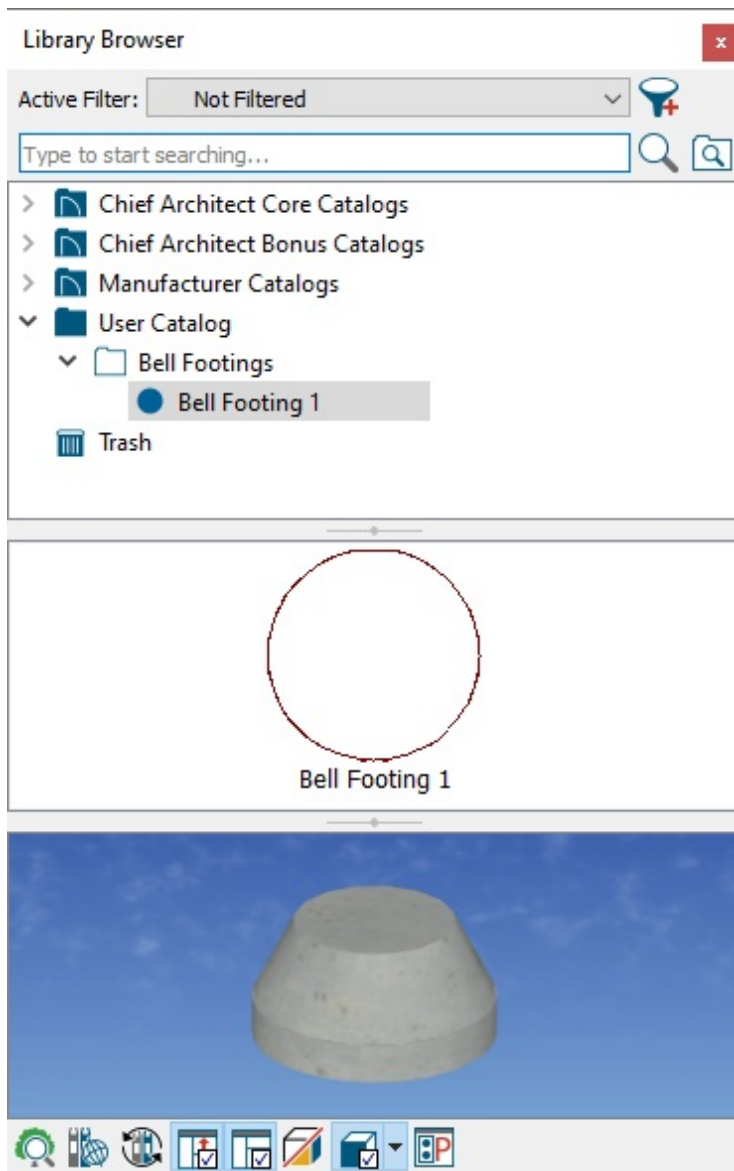 Library Browser
x
Active Filter: Not Filtered
Type to start searching...
Chief Architect Core Catalogs
Chief Architect Bonus Catalogs
Manufacturer Catalogs
User Catalog
Bell Footings
Bell Footing 1
Trash
Bell Footing 1
P